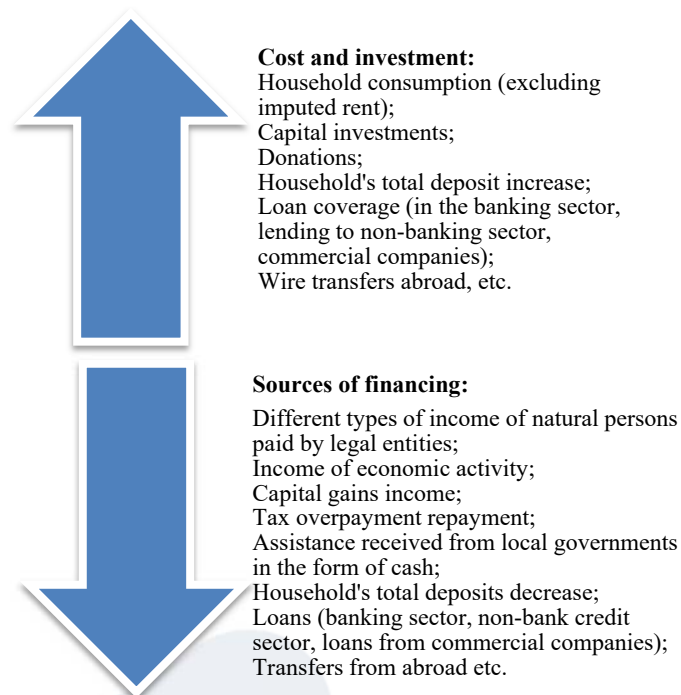 Cost and investment:
Household consumption (excluding
imputed rent);
Capital investments;
Donations;
Household's total deposit increase;
Loan coverage (in the banking sector,
lending to non-banking sector,
commercial companies);
Wire transfers abroad, etc.
Sources of financing:
Different types of income of natural persons
paid by legal entities;
Income of economic activity;
Capital gains income;
Tax overpayment repayment;
Assistance received from local governments
in the form of cash;
Household's total deposits decrease;
Loans (banking sector, non-bank credit
sector, loans from commercial companies);
Transfers from abroad etc.